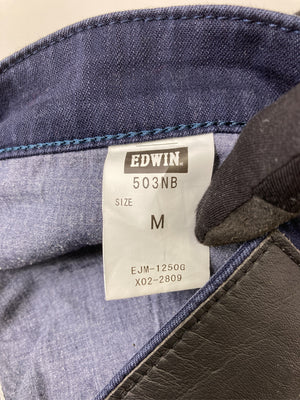 EDWIN.
503NB
SIZE
M
EJM-1250G
X02-2809